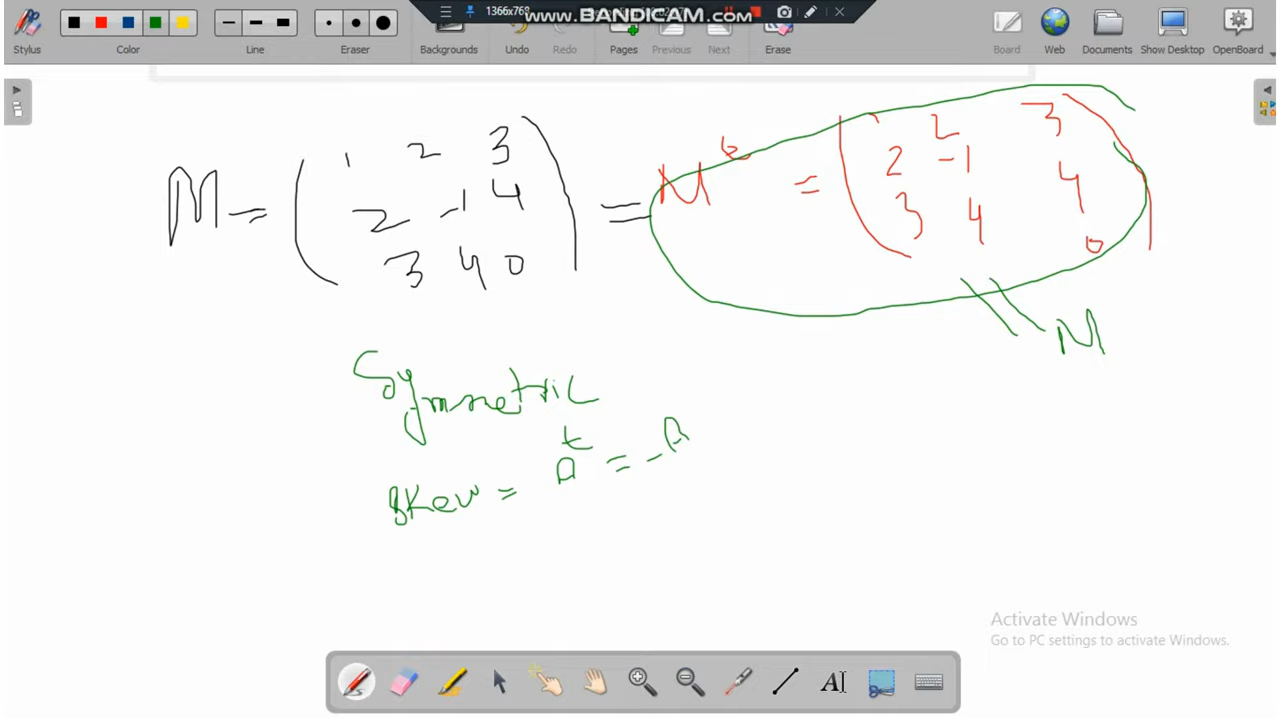 1366x768
www.BANDICAM.com
Stylus Color Line Eraser Backgrounds Undo Redo Pages Previous Next Erase Board Web Documents Show Desktop OpenBoard
M = ( 1 2 3
2 -1 4
3 4 0 ) = M^t = ( 1 2 3
2 -1 4
3 4 0 )
M
Symmetric
A^t = -A
Skew =
Activate Windows
Go to PC settings to activate Windows.